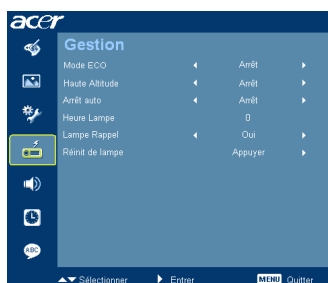 acer
Gestion
Mode ECO Arrêt
Haute Altitude Arrêt
Arrêt auto Arrêt
Heure Lampe 0
Lampe Rappel Oui
Réinit de lampe Appuyer
ABC
Sélectionner Entrer MENU Quitter